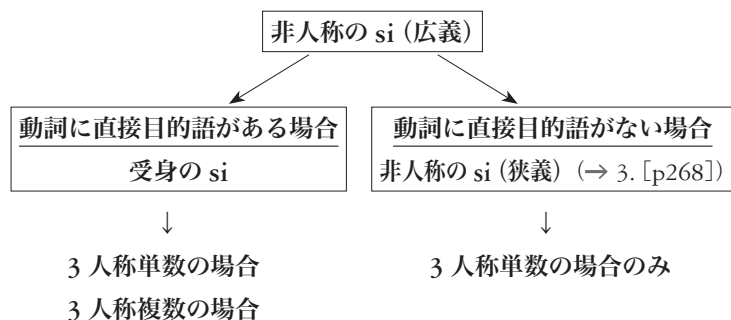 非人称の si (広義)
動詞に直接目的語がある場合
受身の si
動詞に直接目的語がない場合
非人称の si (狭義) (→ 3. [p268])
↓
3 人称単数の場合
3 人称複数の場合
↓
3 人称単数の場合のみ